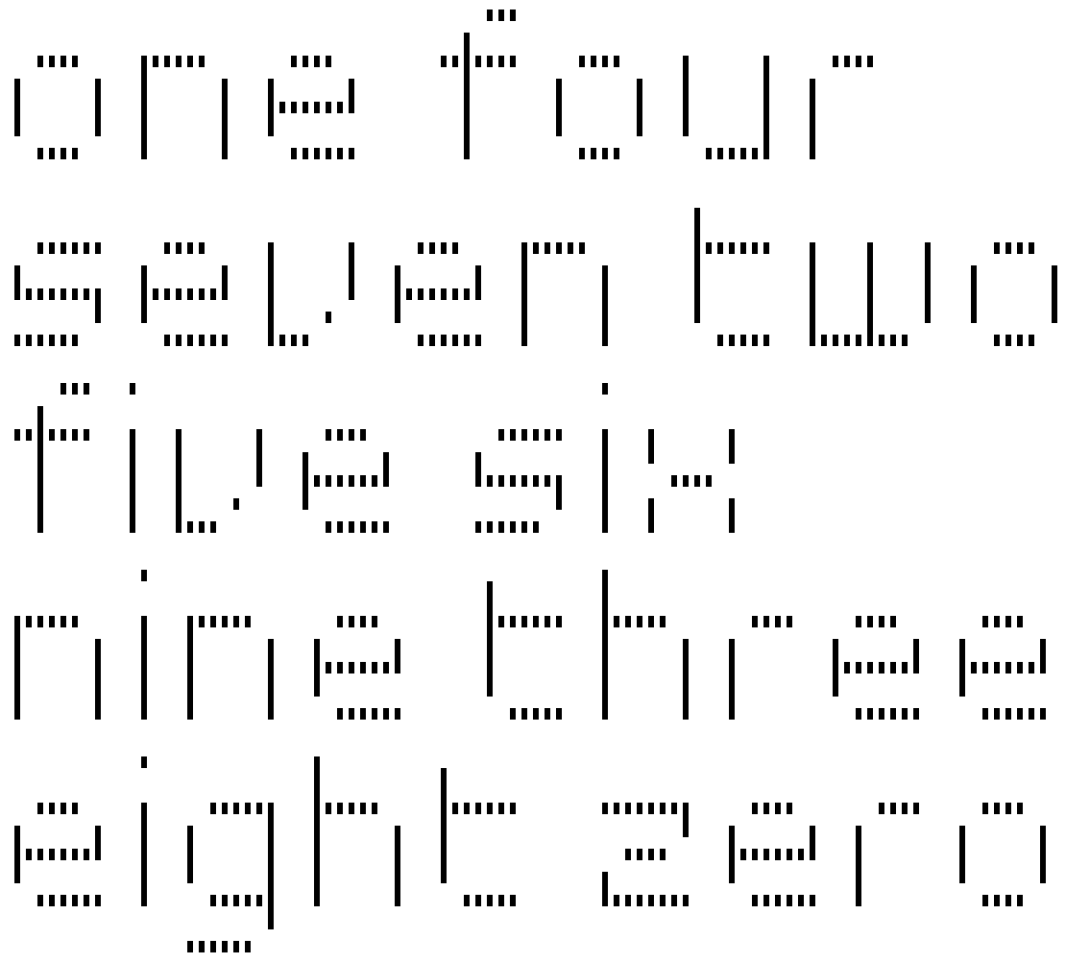 one four
seven two
five six
nine three
eight zero